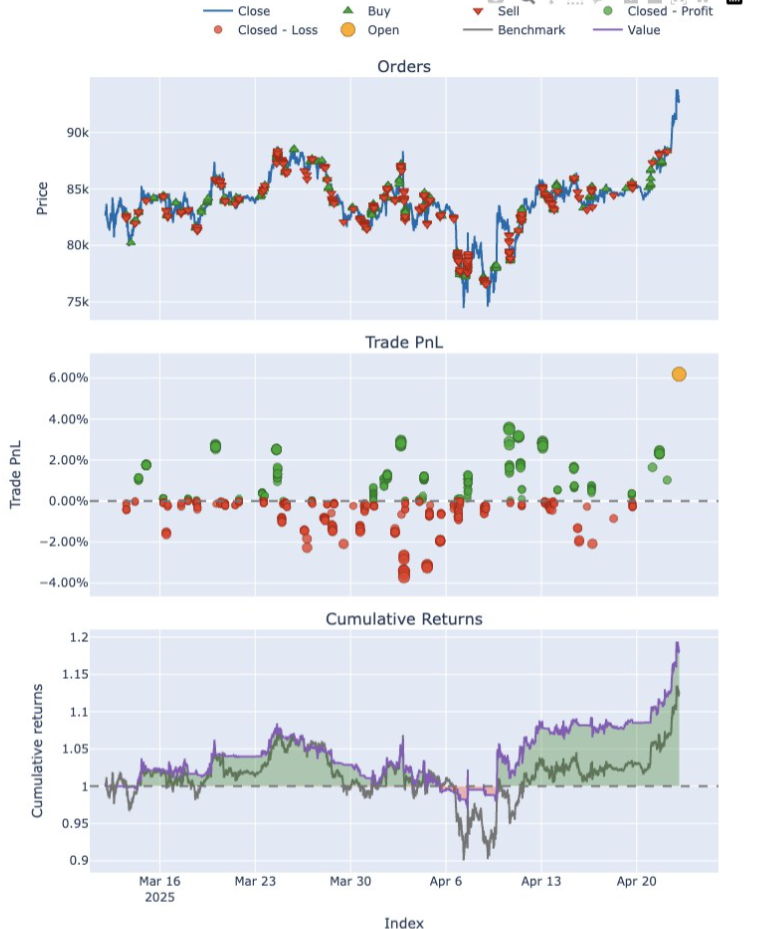 Close Buy Sell Closed - Profit
Closed - Loss Open Benchmark Value
Orders
90k
85k
80k
75k
Price
Trade PnL
6.00%
4.00%
2.00%
0.00%
−2.00%
−4.00%
Trade PnL
Cumulative Returns
1.2
1.15
1.1
1.05
1
0.95
0.9
Cumulative returns
Mar 16 Mar 23 Mar 30 Apr 6 Apr 13 Apr 20
2025
Index